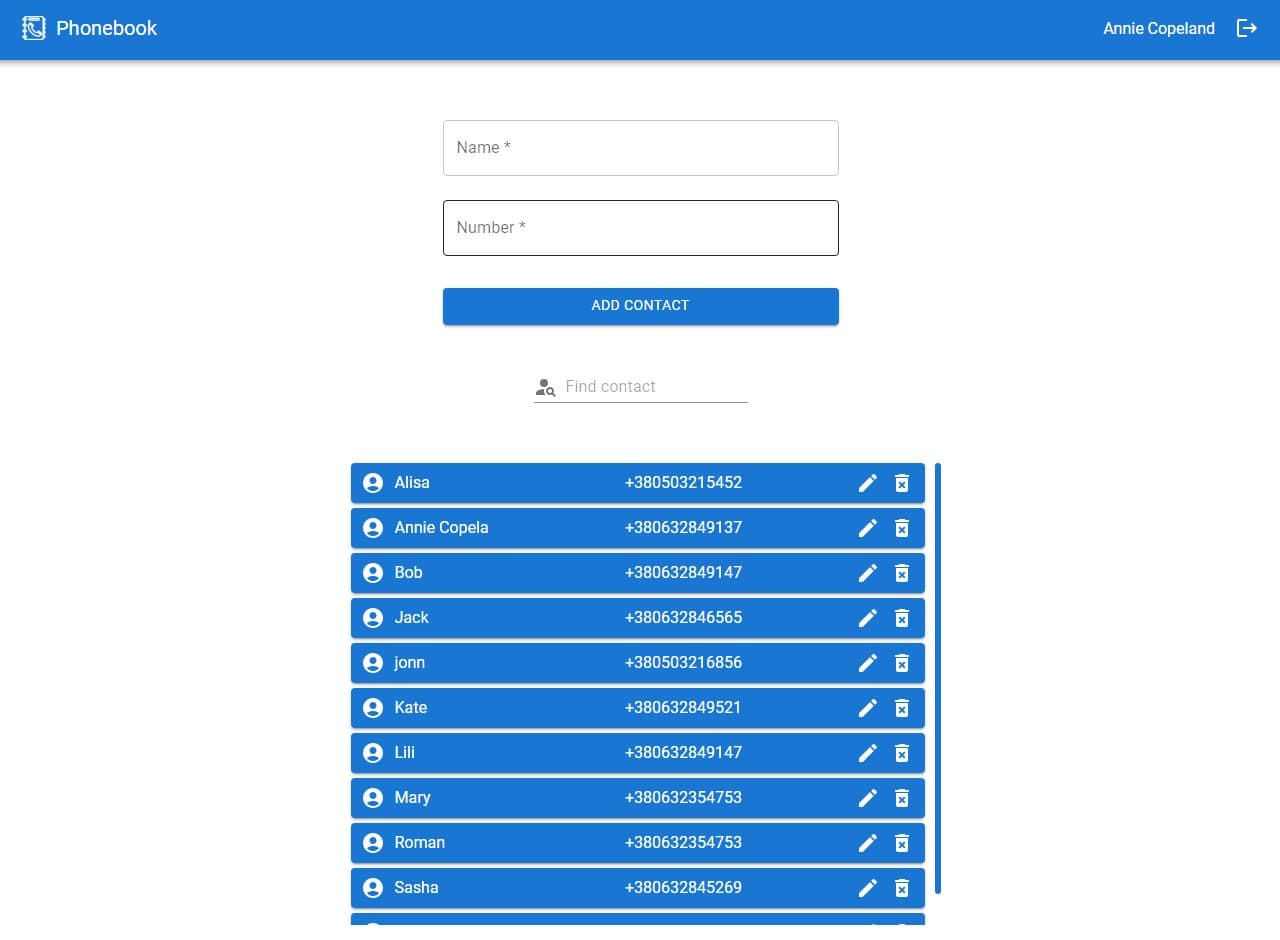 Phonebook Annie Copeland
Name *
Number *
ADD CONTACT
Find contact
Alisa +380503215452
Annie Copela +380632849137
Bob +380632849147
Jack +380632846565
jonn +380503216856
Kate +380632849521
Lili +380632849147
Mary +380632354753
Roman +380632354753
Sasha +380632845269